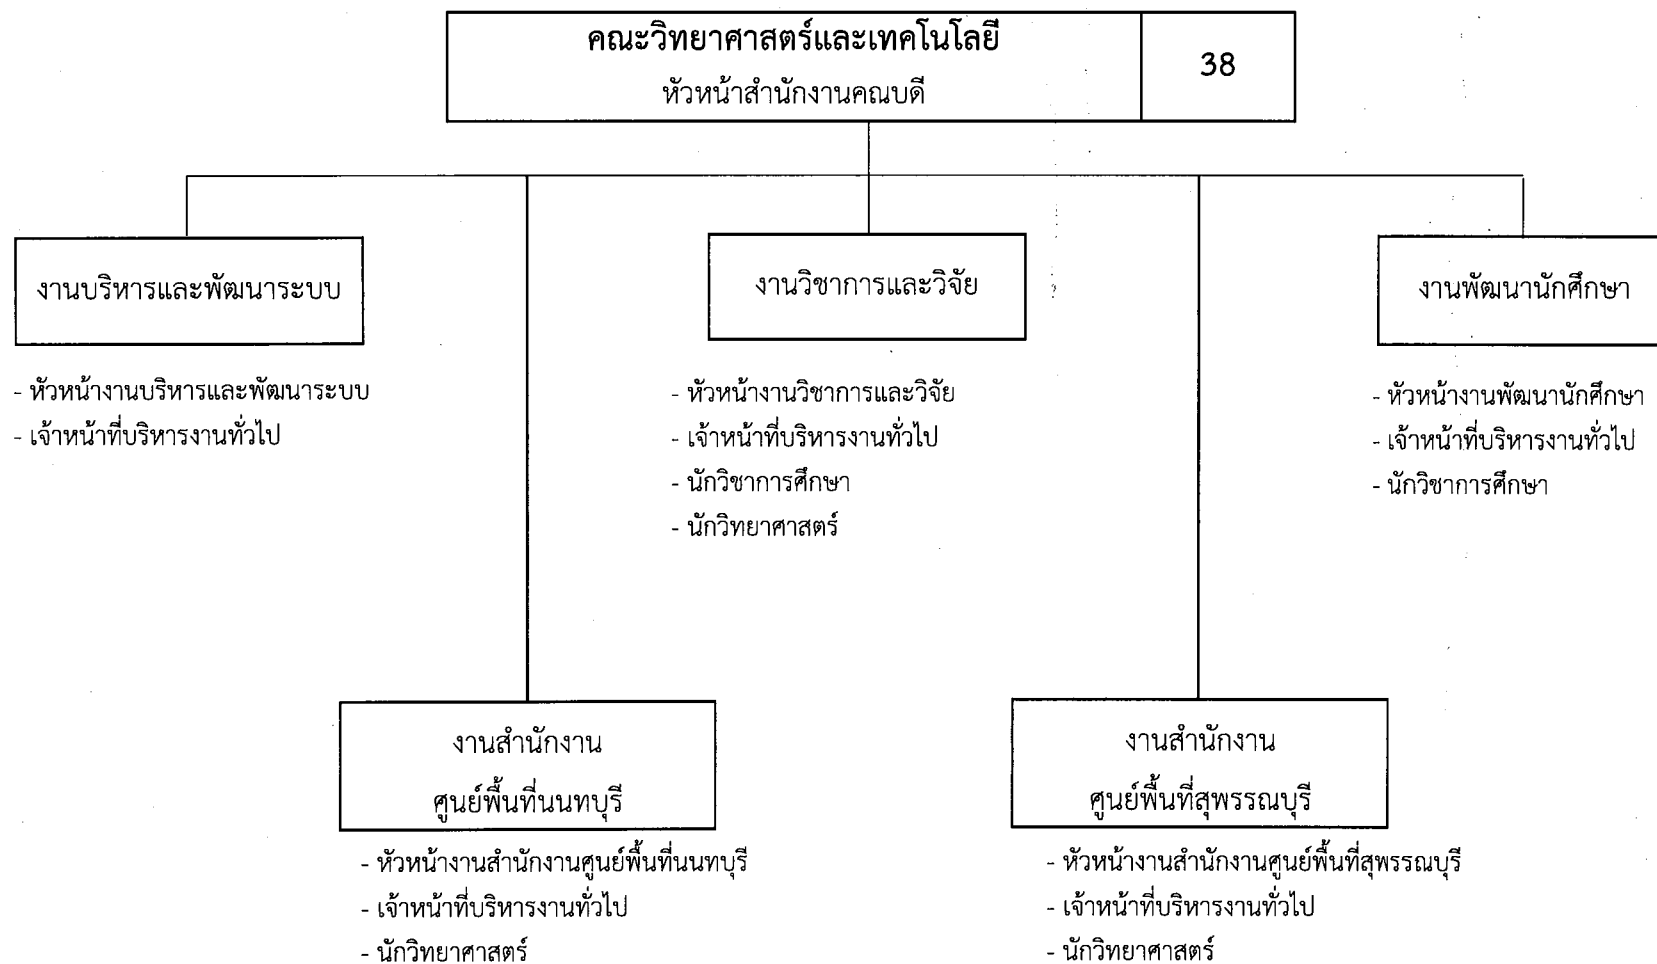 คณะวิทยาศาสตร์และเทคโนโลยี
หัวหน้าสำนักงานคณบดี
38
งานบริหารและพัฒนาระบบ
- หัวหน้างานบริหารและพัฒนาระบบ
- เจ้าหน้าที่บริหารงานทั่วไป
งานวิชาการและวิจัย
- หัวหน้างานวิชาการและวิจัย
- เจ้าหน้าที่บริหารงานทั่วไป
- นักวิชาการศึกษา
- นักวิทยาศาสตร์
งานพัฒนานักศึกษา
- หัวหน้างานพัฒนานักศึกษา
- เจ้าหน้าที่บริหารงานทั่วไป
- นักวิชาการศึกษา
งานสำนักงาน
ศูนย์พื้นที่นนทบุรี
- หัวหน้างานสำนักงานศูนย์พื้นที่นนทบุรี
- เจ้าหน้าที่บริหารงานทั่วไป
- นักวิทยาศาสตร์
งานสำนักงาน
ศูนย์พื้นที่สุพรรณบุรี
- หัวหน้างานสำนักงานศูนย์พื้นที่สุพรรณบุรี
- เจ้าหน้าที่บริหารงานทั่วไป
- นักวิทยาศาสตร์